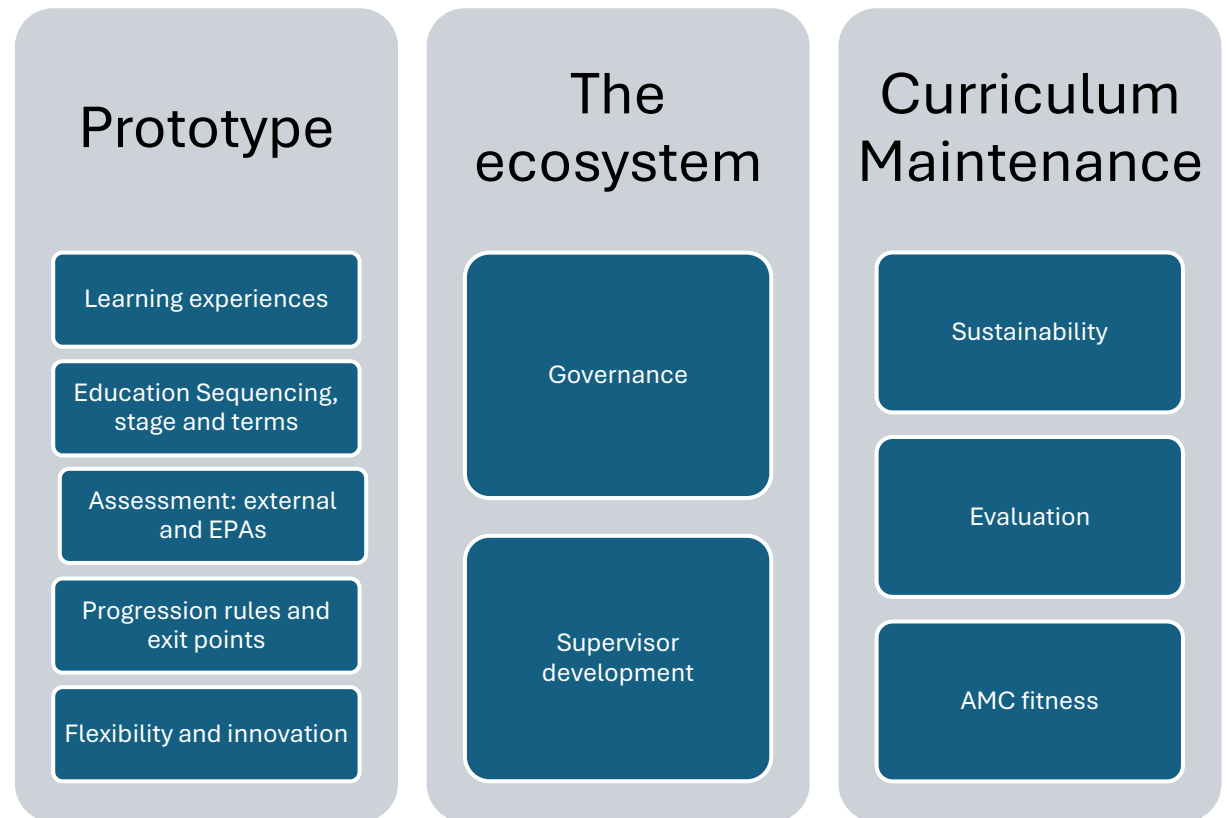 Prototype
Learning experiences
Education Sequencing,
stage and terms
Assessment: external
and EPAs
Progression rules and
exit points
Flexibility and innovation
The
ecosystem
Governance
Supervisor
development
Curriculum
Maintenance
Sustainability
Evaluation
AMC fitness